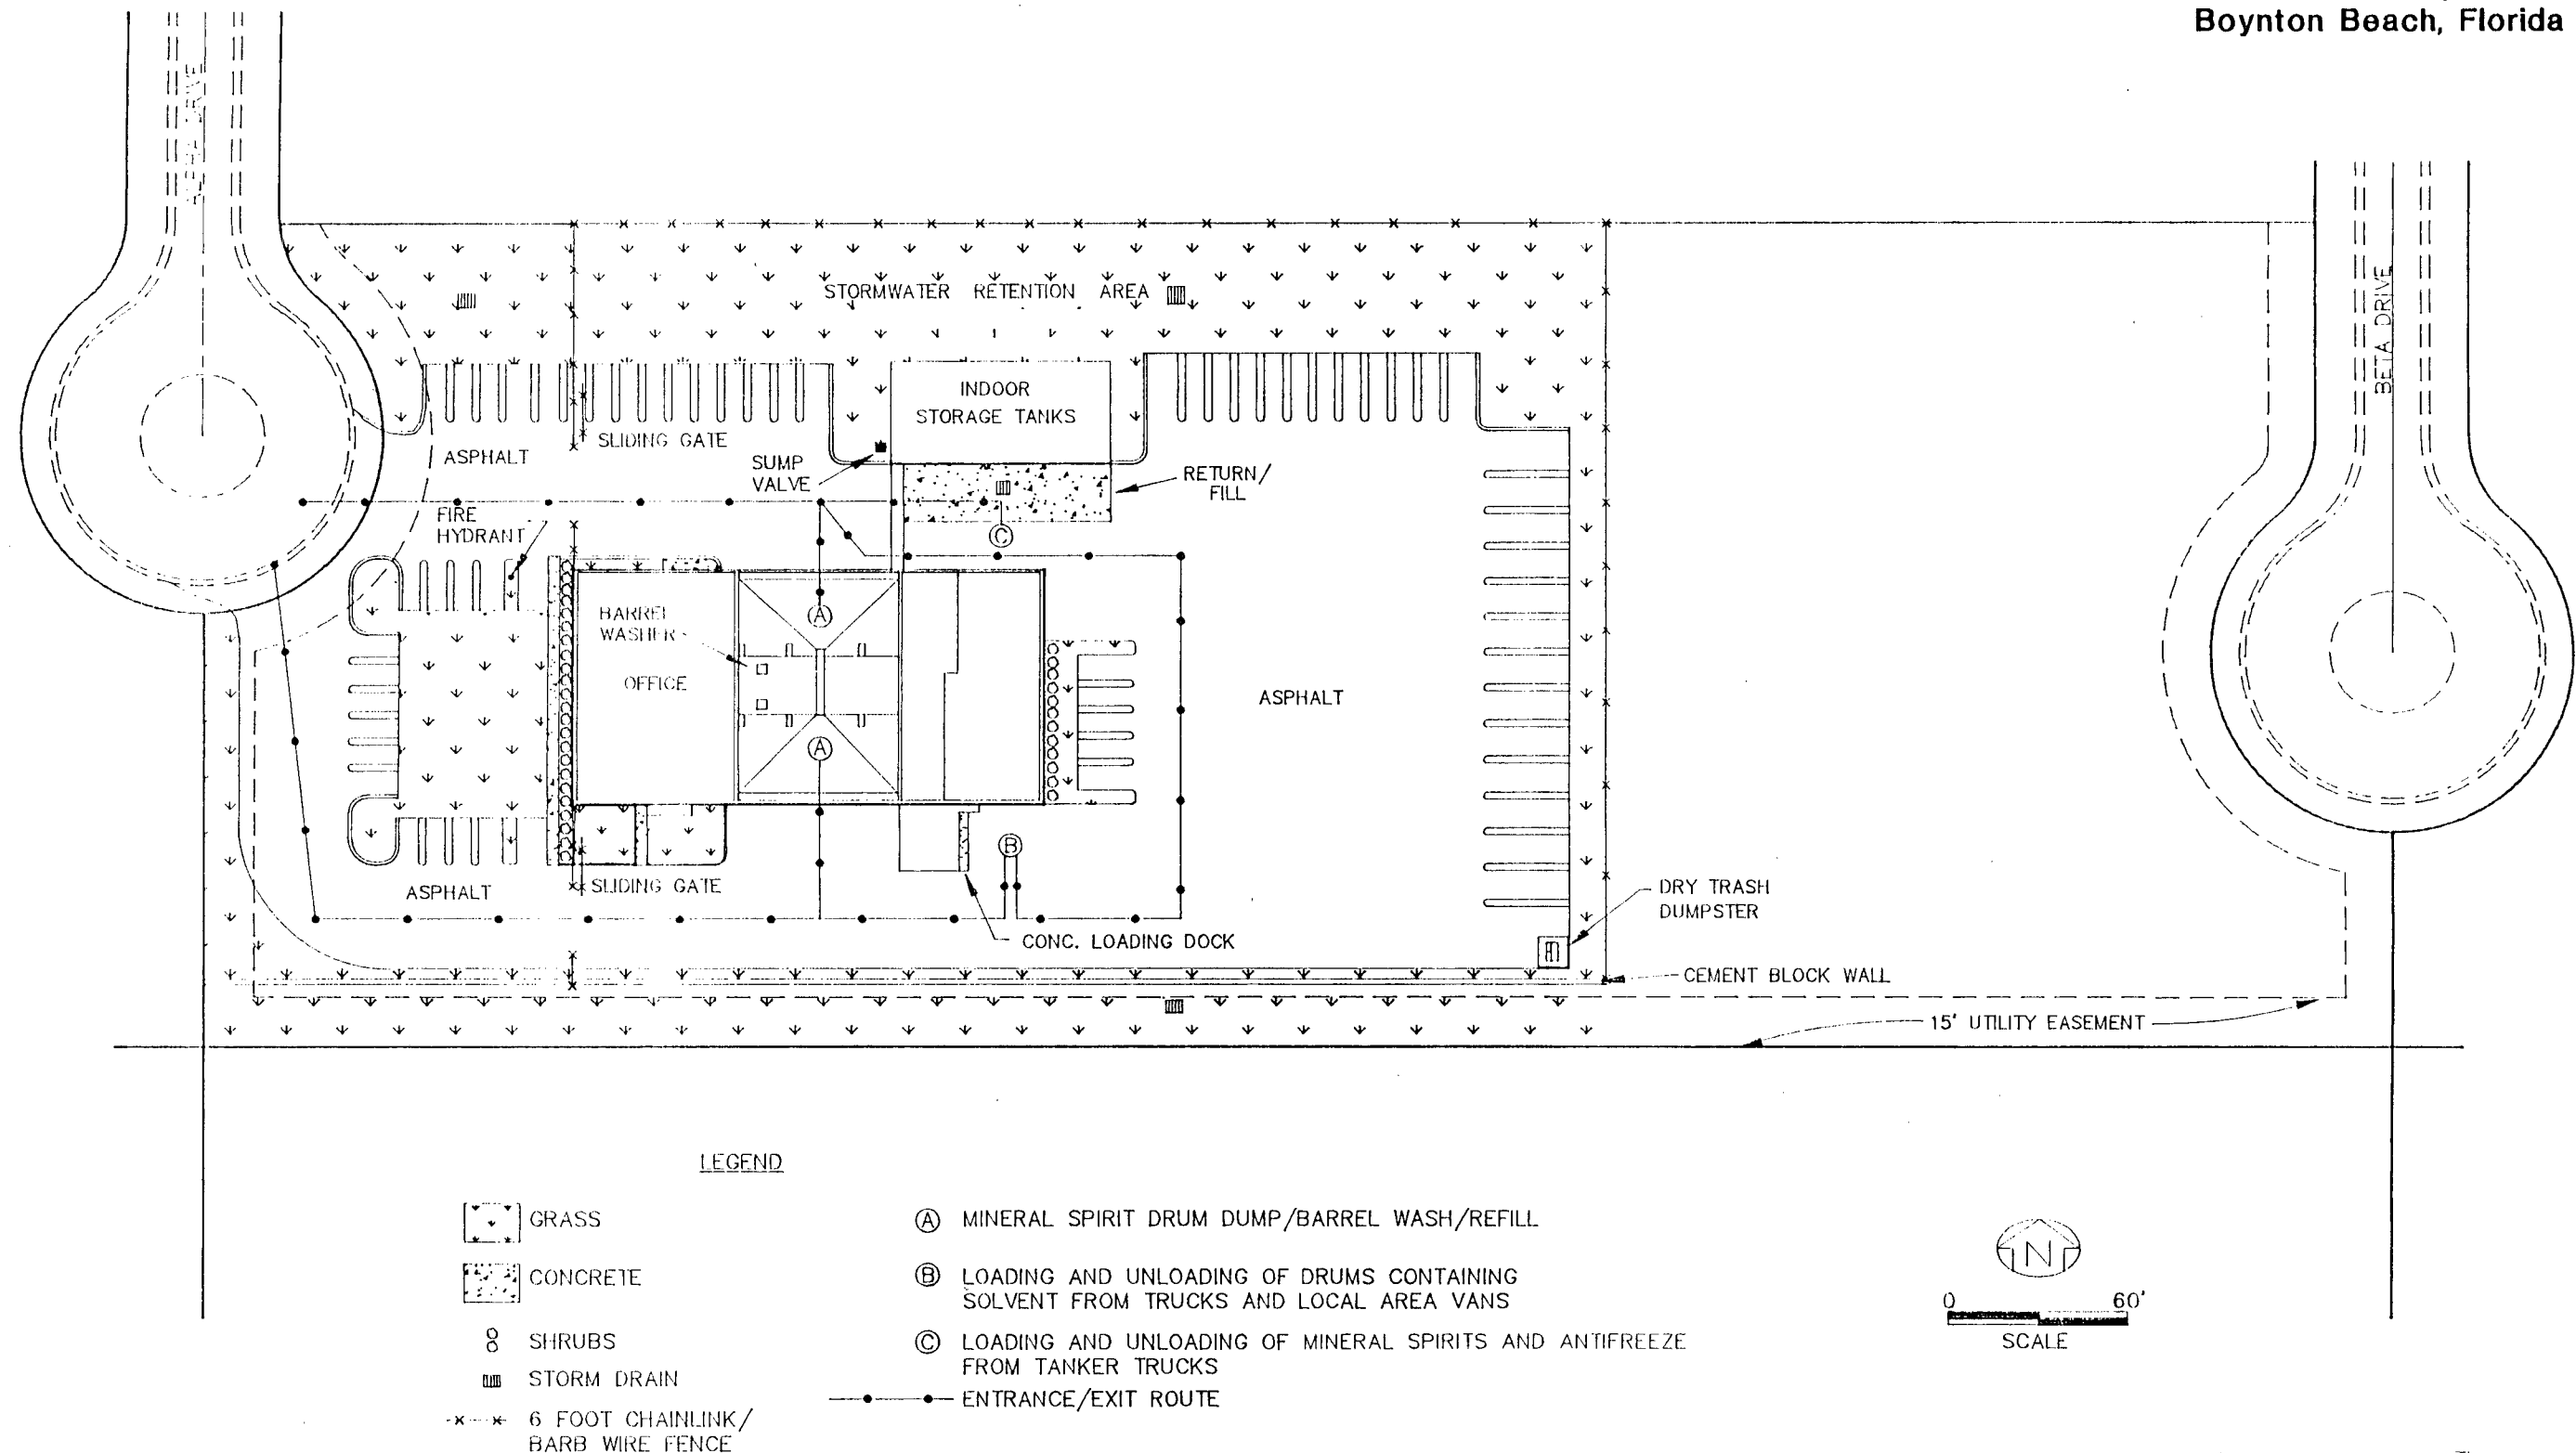 Boynton Beach, Florida
DRIVE
BETA DRIVE
STORMWATER RETENTION AREA
INDOOR
STORAGE TANKS
SLIDING GATE
ASPHALT
SUMP
VALVE
RETURN/
FILL
FIRE
HYDRANT
C
BARREL
WASHER
A
OFFICE
ASPHALT
A
B
ASPHALT
SLIDING GATE
DRY TRASH
DUMPSTER
CONC. LOADING DOCK
CEMENT BLOCK WALL
15' UTILITY EASEMENT
LEGEND
GRASS
CONCRETE
SHRUBS
STORM DRAIN
6 FOOT CHAINLINK/
BARB WIRE FENCE
A MINERAL SPIRIT DRUM DUMP/BARREL WASH/REFILL
B LOADING AND UNLOADING OF DRUMS CONTAINING
SOLVENT FROM TRUCKS AND LOCAL AREA VANS
C LOADING AND UNLOADING OF MINERAL SPIRITS AND ANTIFREEZE
FROM TANKER TRUCKS
ENTRANCE/EXIT ROUTE
N
0 60'
SCALE